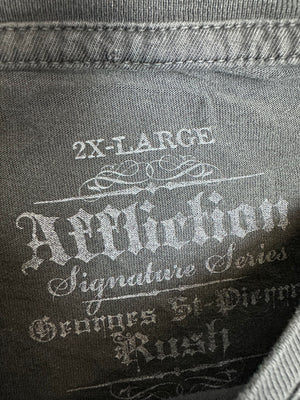 2X-LARGE
Affliction
Signature Series
Georges St-Pierre
Rush